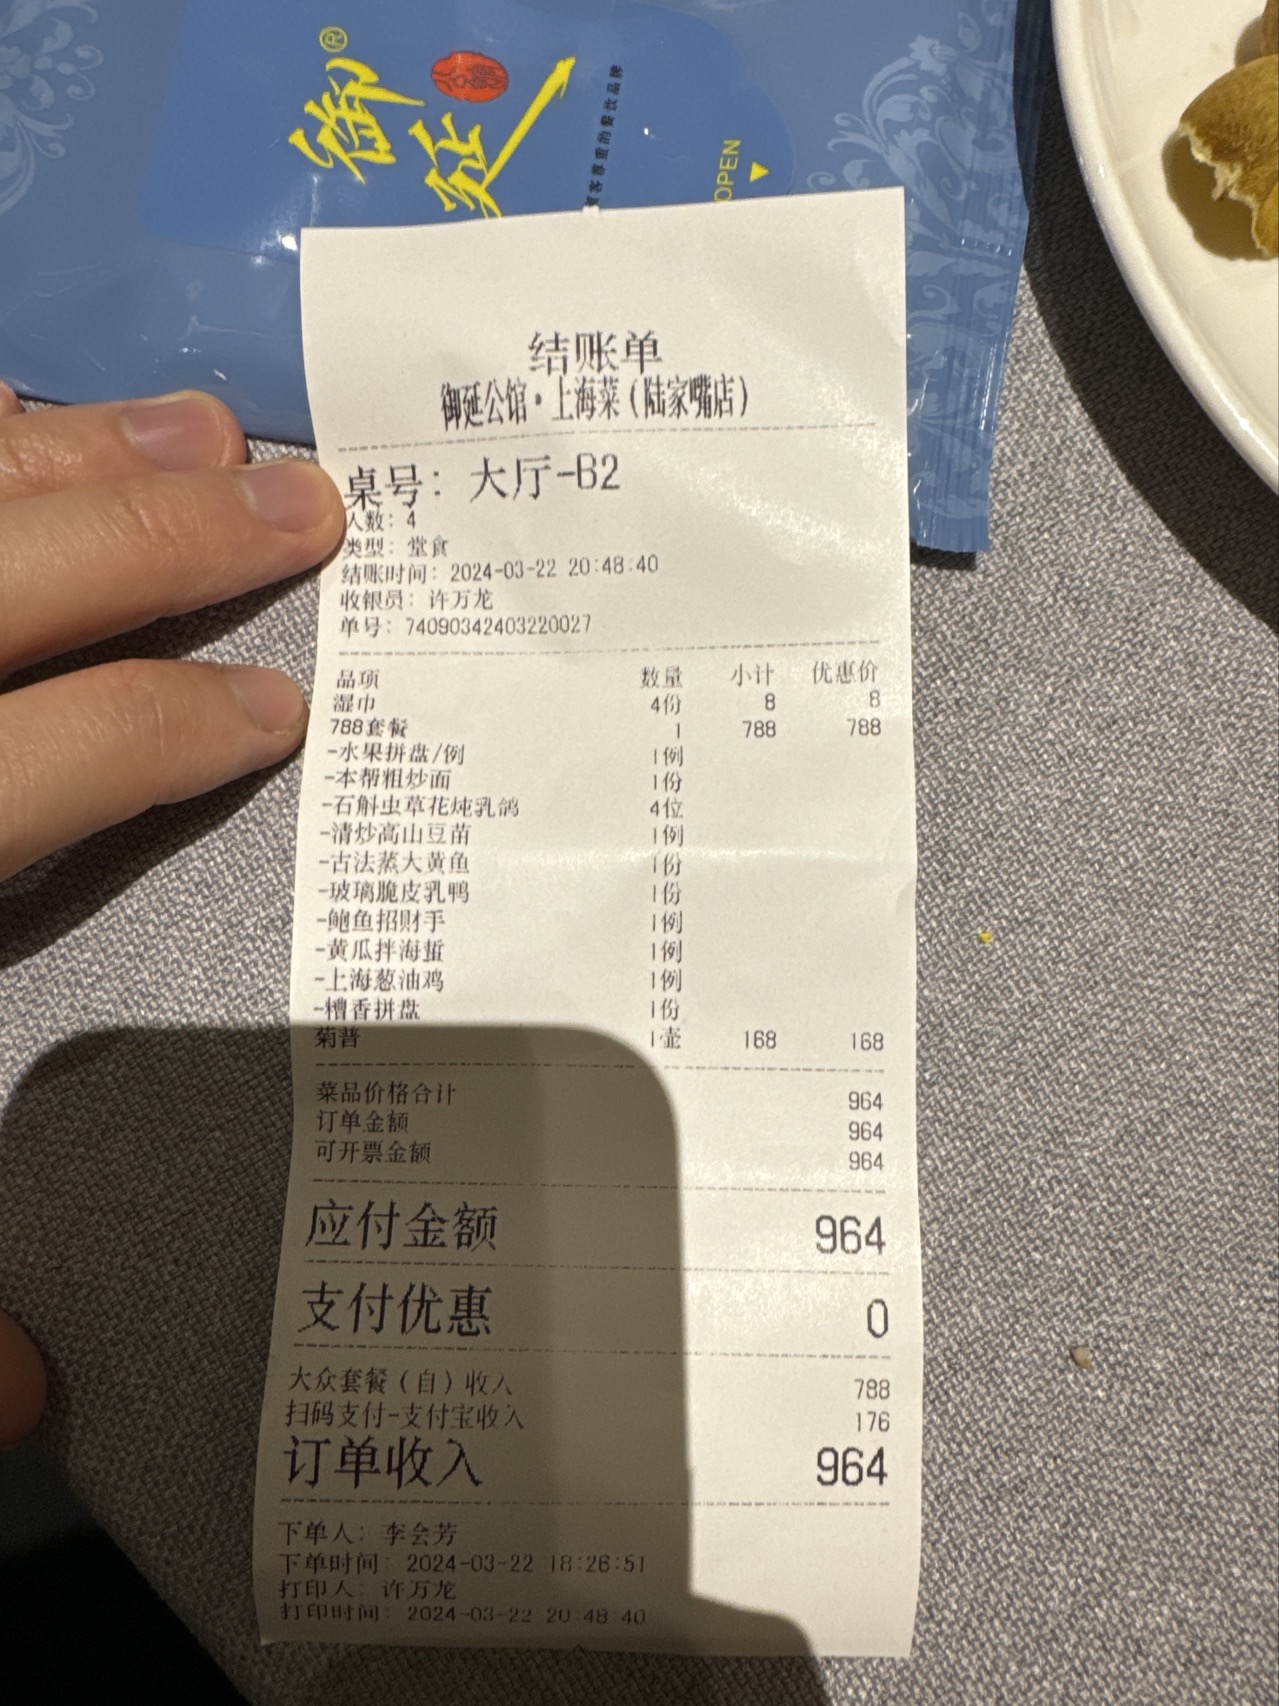 御延
®
宾客尊重的餐饮品牌
OPEN
结账单
御延公馆·上海菜(陆家嘴店)
桌号: 大厅-B2
人数: 4
类型: 堂食
结账时间: 2024-03-22 20:48:40
收银员: 许万龙
单号: 74090342403220027
品项 数量 小计 优惠价
湿巾 4份 8 8
788套餐 1 788 788
-水果拼盘/例 1例
-本帮粗炒面 1份
-石斛虫草花炖乳鸽 4位
-清炒高山豆苗 1例
-古法蒸大黄鱼 1份
-玻璃脆皮乳鸭 1份
-鲍鱼招财手 1例
-黄瓜拌海蜇 1例
-上海葱油鸡 1例
-糟香拼盘 1份
菊普 1壶 168 168
菜品价格合计 964
订单金额 964
可开票金额 964
应付金额 964
支付优惠 0
大众套餐(自)收入 788
扫码支付-支付宝收入 176
订单收入 964
下单人: 李会芳
下单时间: 2024-03-22 18:26:51
打印人: 许万龙
打印时间: 2024-03-22 20:48:40